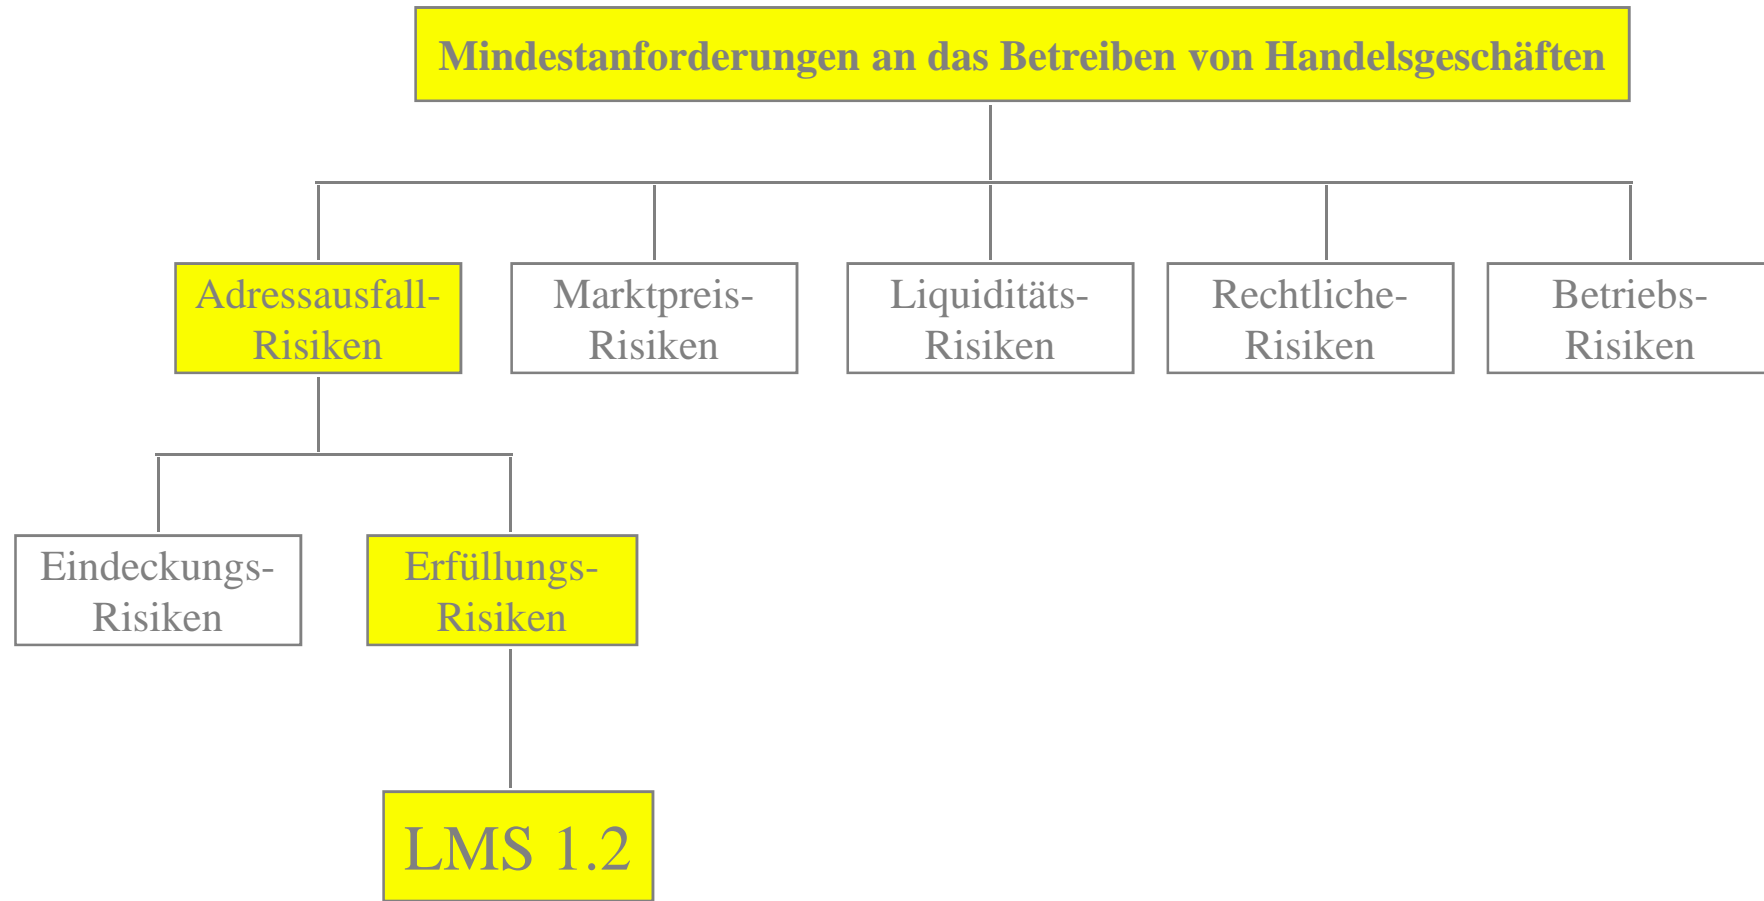 Mindestanforderungen an das Betreiben von Handelsgeschäften
Adressausfall-
Risiken
Marktpreis-
Risiken
Liquiditäts-
Risiken
Rechtliche-
Risiken
Betriebs-
Risiken
Eindeckungs-
Risiken
Erfüllungs-
Risiken
LMS 1.2